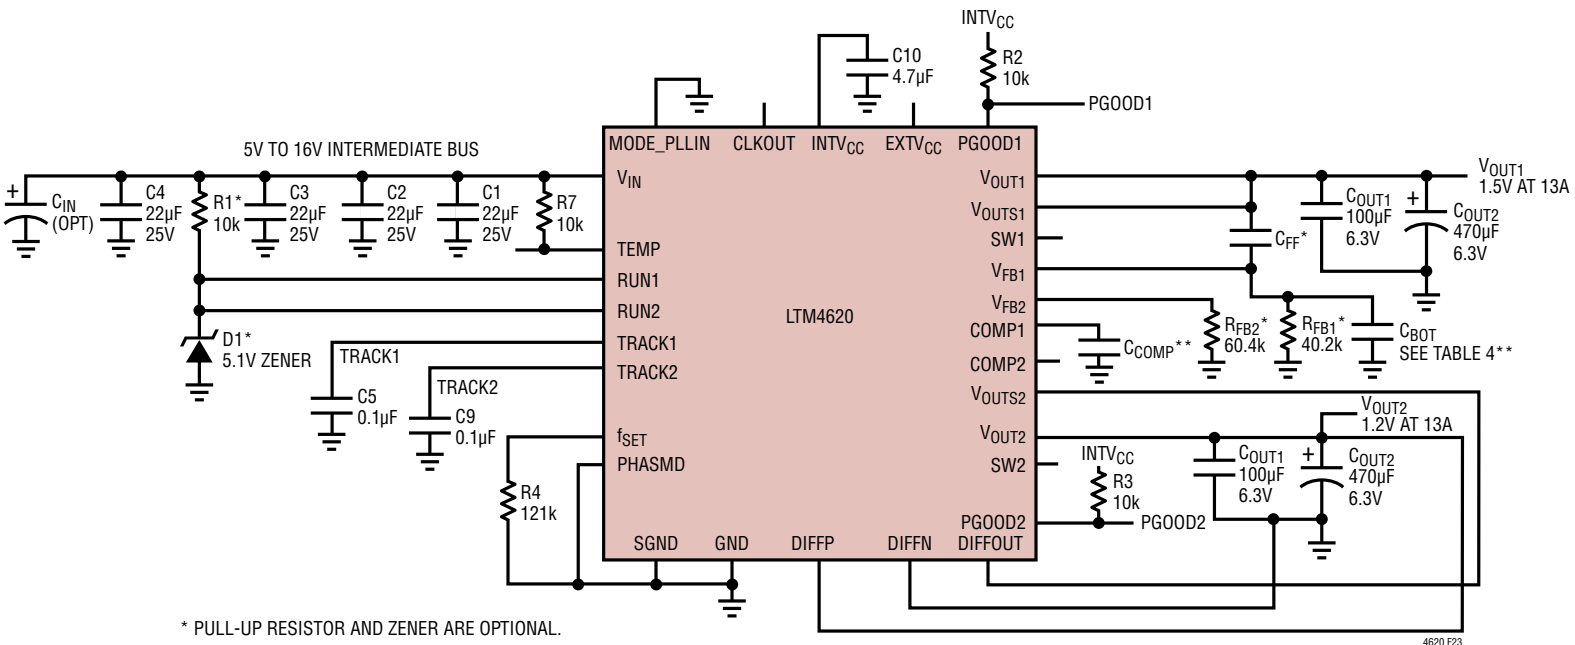 INTVCC
C10
4.7µF
R2
10k
PGOOD1
MODE_PLLIN
CLKOUT
INTVCC
EXTVCC
PGOOD1
5V TO 16V INTERMEDIATE BUS
+
CIN
(OPT)
C4
22µF
25V
R1*
10k
C3
22µF
25V
C2
22µF
25V
C1
22µF
25V
R7
10k
VIN
TEMP
RUN1
RUN2
TRACK1
TRACK2
fSET
PHASMD
D1*
5.1V ZENER
TRACK1
C5
0.1µF
TRACK2
C9
0.1µF
R4
121k
LTM4620
SGND
GND
DIFFP
DIFFN
DIFFOUT
VOUT1
VOUTS1
SW1
VFB1
VFB2
COMP1
COMP2
VOUTS2
VOUT2
SW2
PGOOD2
VOUT1
1.5V AT 13A
CFF*
COUT1
100µF
6.3V
+
COUT2
470µF
6.3V
CCOMP**
RFB2*
60.4k
RFB1*
40.2k
CBOT
SEE TABLE 4**
VOUT2
1.2V AT 13A
INTVCC
R3
10k
PGOOD2
COUT1
100µF
6.3V
+
COUT2
470µF
6.3V
* PULL-UP RESISTOR AND ZENER ARE OPTIONAL.
4620 F23